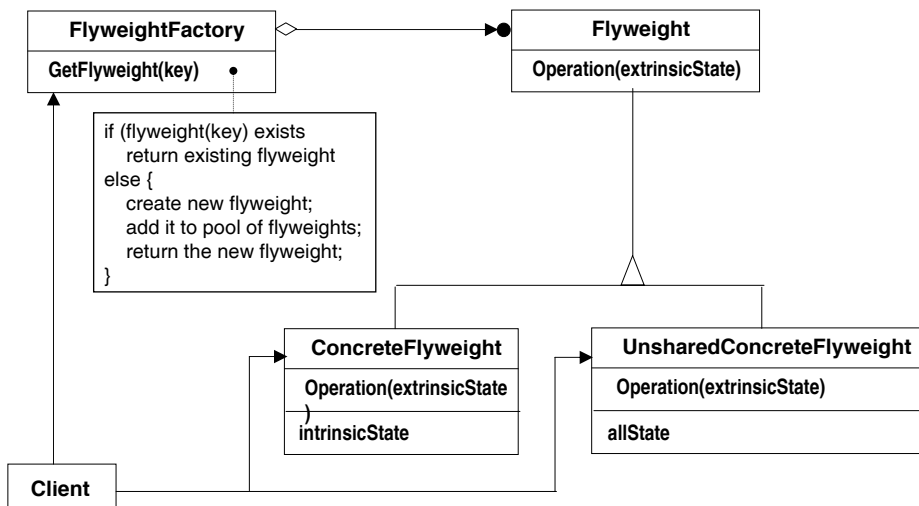 FlyweightFactory
GetFlyweight(key)
Flyweight
Operation(extrinsicState)
if (flyweight(key) exists
return existing flyweight
else {
create new flyweight;
add it to pool of flyweights;
return the new flyweight;
}
ConcreteFlyweight
Operation(extrinsicState
)
intrinsicState
UnsharedConcreteFlyweight
Operation(extrinsicState)
allState
Client